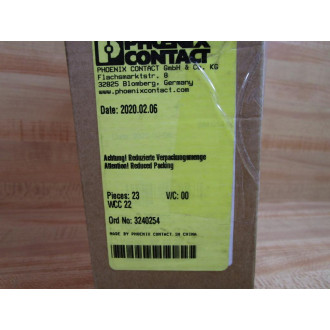 PHOENIX
CONTACT
PHOENIX CONTACT GmbH & Co. KG
Flachsmarktstr. 8
32825 Blomberg, Germany
www.phoenixcontact.com
Date: 2020.02.06
Achtung! Reduzierte Verpackungsmenge
Attention! Reduced Packing
Pieces: 23 V/C: 00
WCC 22
Ord No: 3240254
MADE BY PHOENIX CONTACT IN CHINA